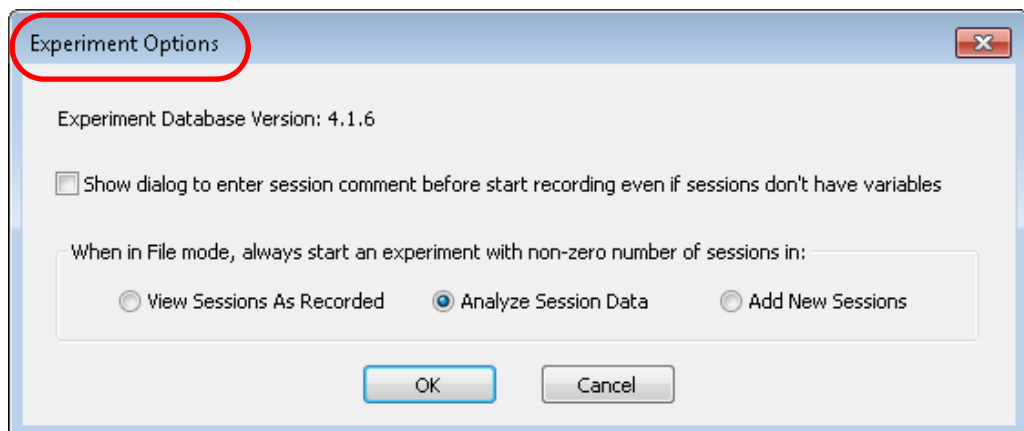 Experiment Options
Experiment Database Version: 4.1.6
Show dialog to enter session comment before start recording even if sessions don't have variables
When in File mode, always start an experiment with non-zero number of sessions in:
View Sessions As Recorded Analyze Session Data Add New Sessions
OK Cancel